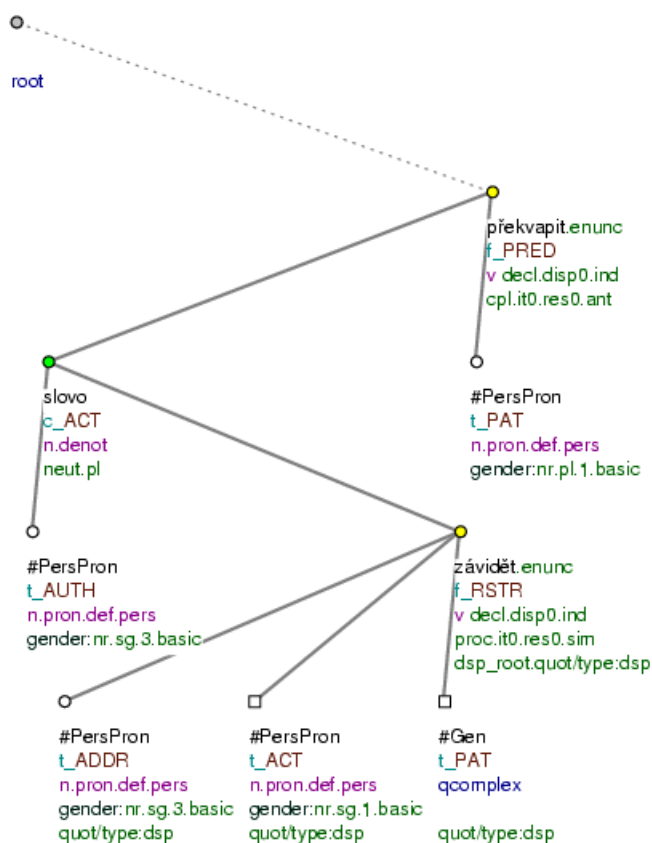 root
překvapit.enunc
f_PRED
v decl.disp0.ind
cpl.it0.res0.ant
slovo
c_ACT
n.denot
neut.pl
#PersPron
t_PAT
n.pron.def.pers
gender:nr.pl.1.basic
#PersPron
t_AUTH
n.pron.def.pers
gender:nr.sg.3.basic
závidět.enunc
f_RSTR
v decl.disp0.ind
proc.it0.res0.sim
dsp_root.quot/type:dsp
#PersPron
t_ADDR
n.pron.def.pers
gender:nr.sg.3.basic
quot/type:dsp
#PersPron
t_ACT
n.pron.def.pers
gender:nr.sg.1.basic
quot/type:dsp
#Gen
t_PAT
qcomplex
quot/type:dsp